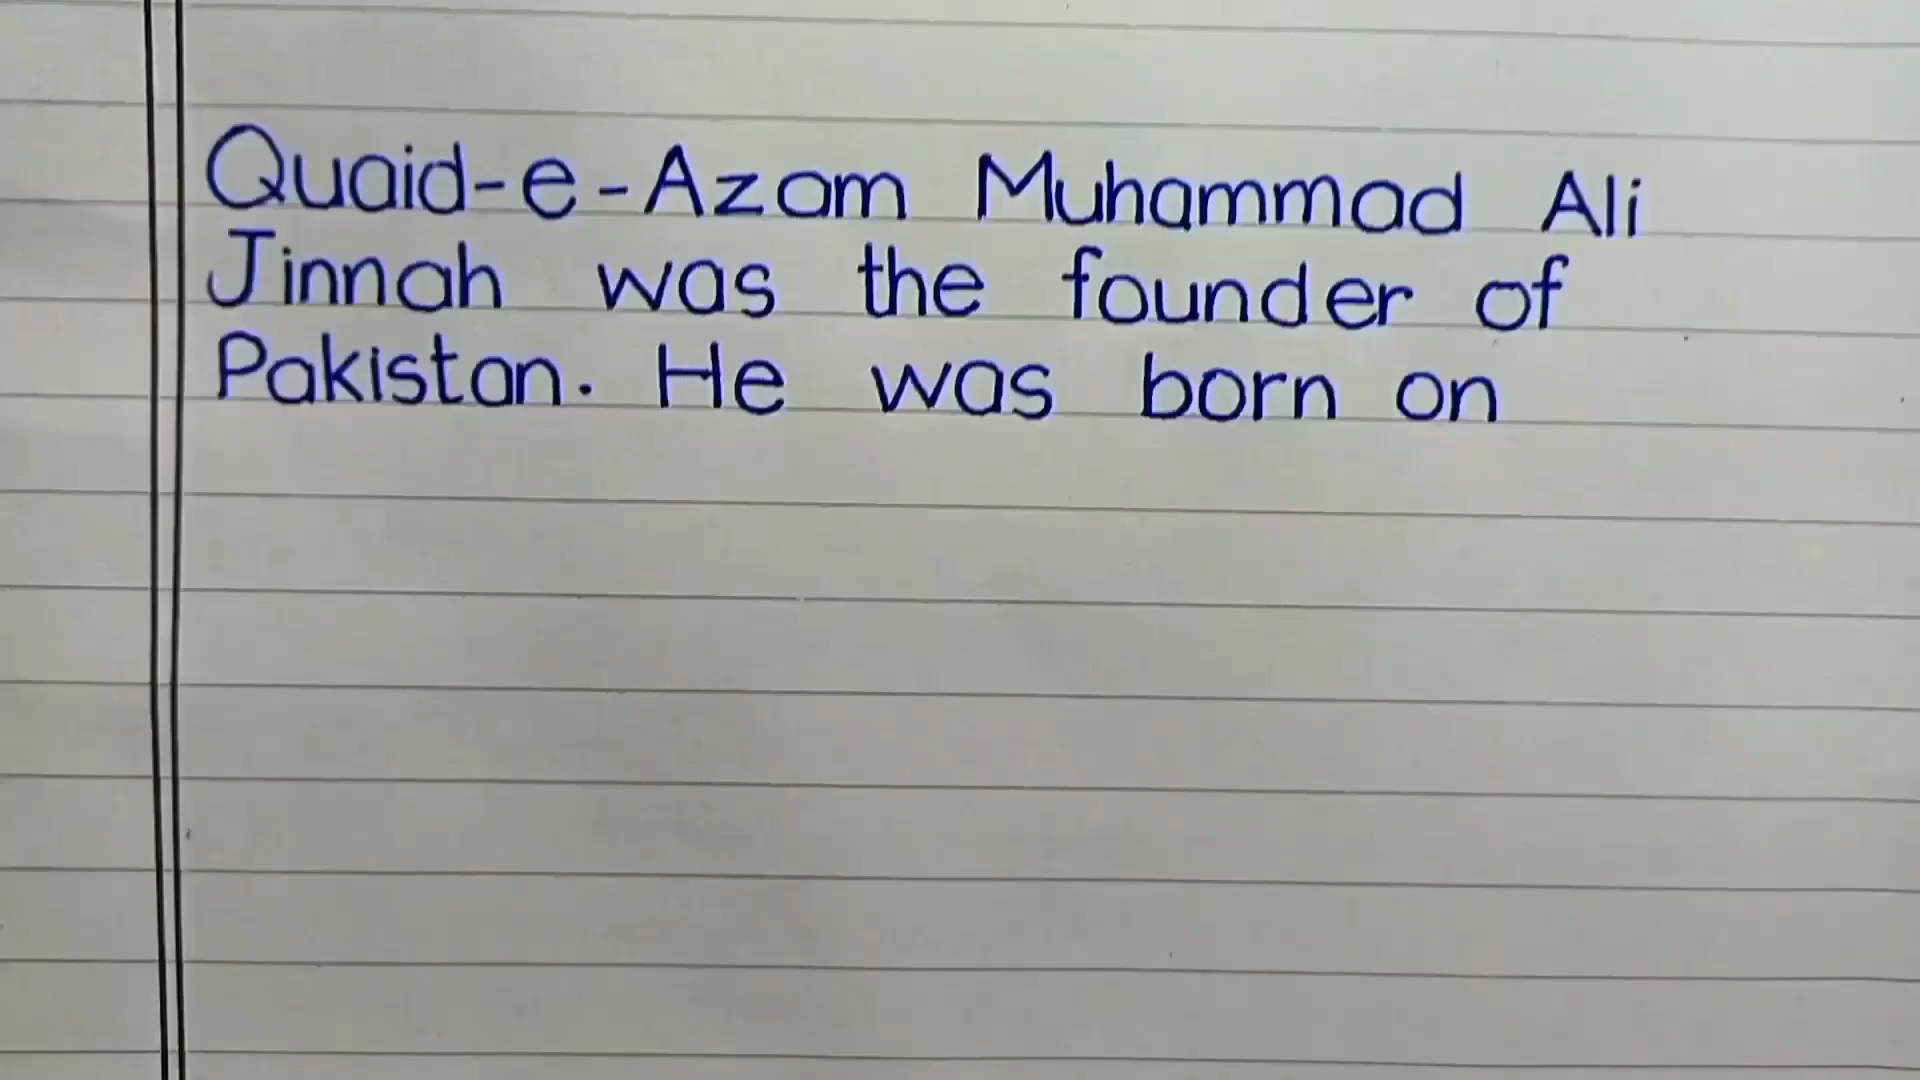 Quaid-e-Azam Muhammad Ali
Jinnah was the founder of
Pakistan. He was born on